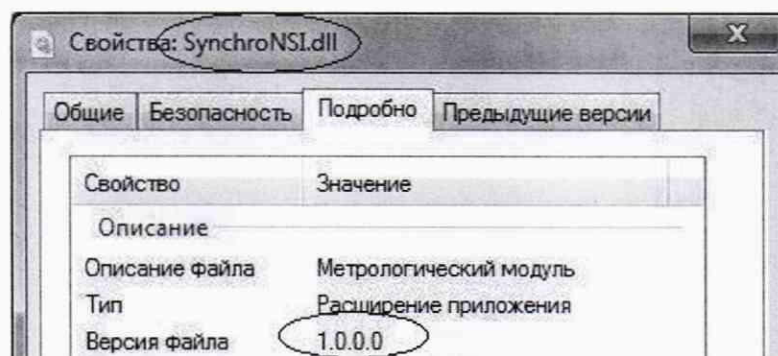 Свойства: SynchroNSI.dll
Общие Безопасность Подробно Предыдущие версии
Свойство Значение
Описание
Описание файла Метрологический модуль
Тип Расширение приложения
Версия файла 1.0.0.0